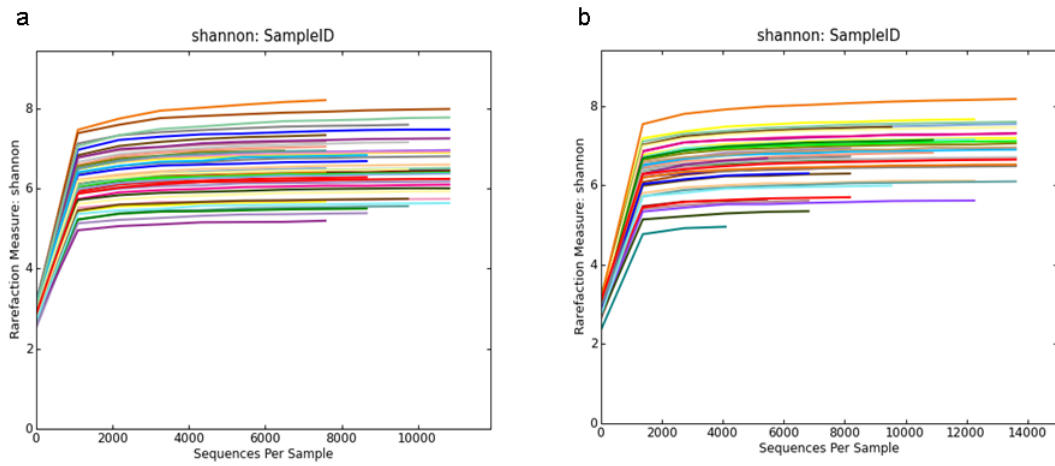 a
shannon: SampleID
Rarefaction Measure: shannon
8
6
4
2
0
0 2000 4000 6000 8000 10000
Sequences Per Sample
b
shannon: SampleID
Rarefaction Measure: shannon
8
6
4
2
0
0 2000 4000 6000 8000 10000 12000 14000
Sequences Per Sample